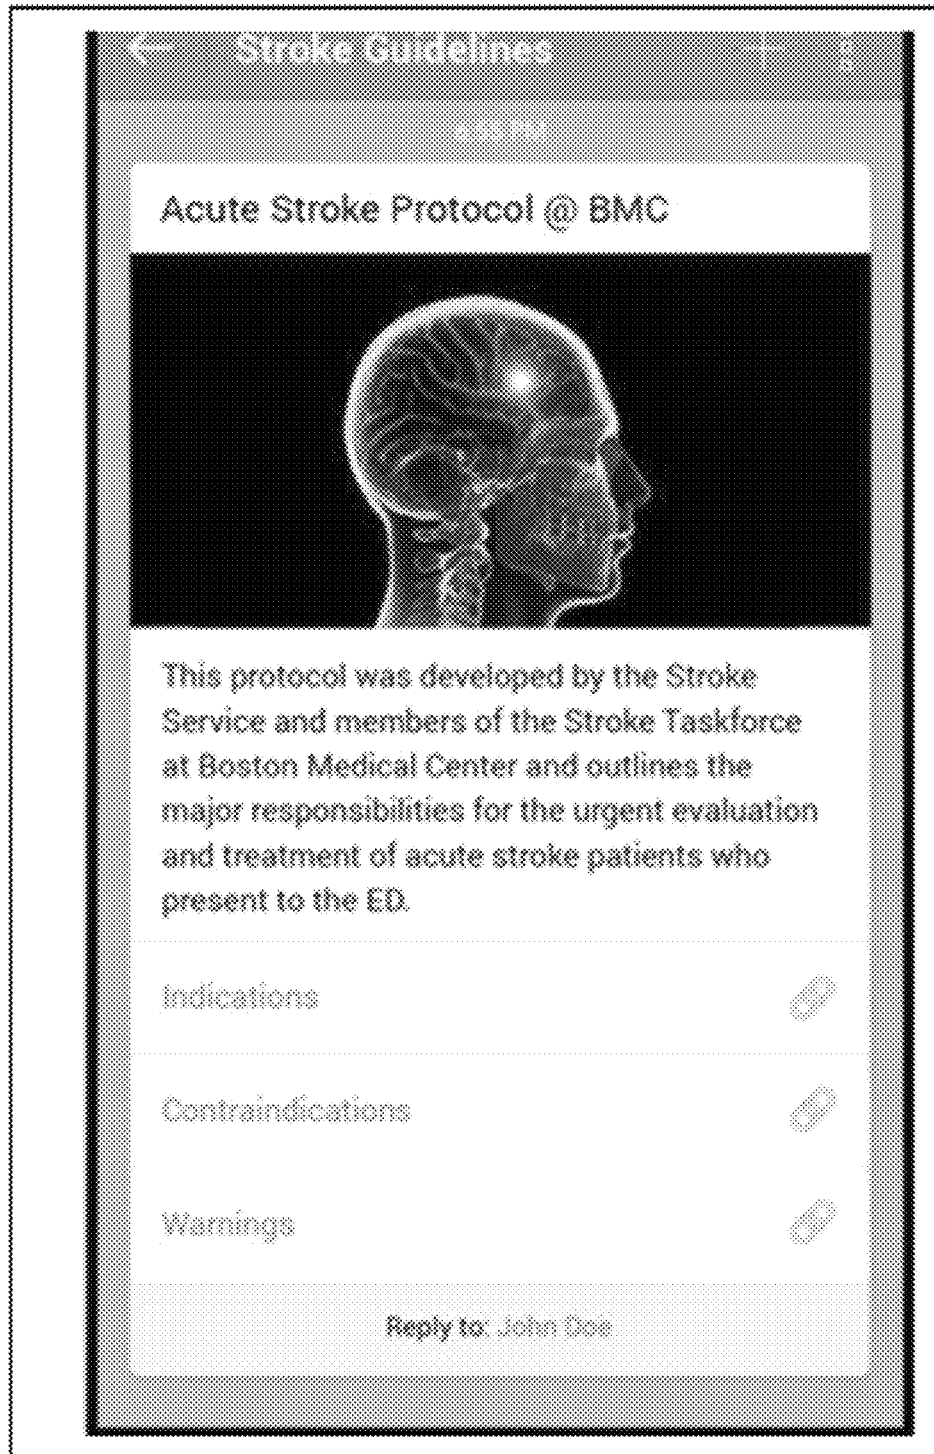 Stroke Guidelines
Acute Stroke Protocol @ BMC
This protocol was developed by the Stroke
Service and members of the Stroke Taskforce
at Boston Medical Center and outlines the
major responsibilities for the urgent evaluation
and treatment of acute stroke patients who
present to the ED.
Indications
Contraindications
Warnings
Reply to: John Doe